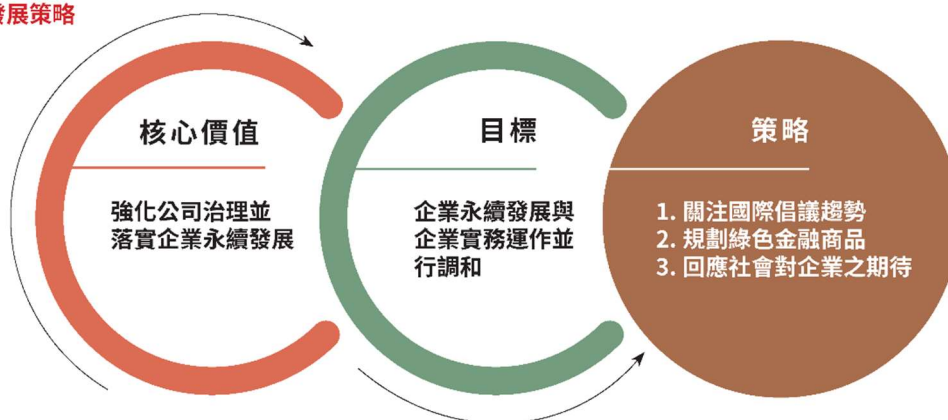 發展策略
核心價值
強化公司治理並
落實企業永續發展
目標
企業永續發展與
企業實務運作並
行調和
策略
1. 關注國際倡議趨勢
2. 規劃綠色金融商品
3. 回應社會對企業之期待